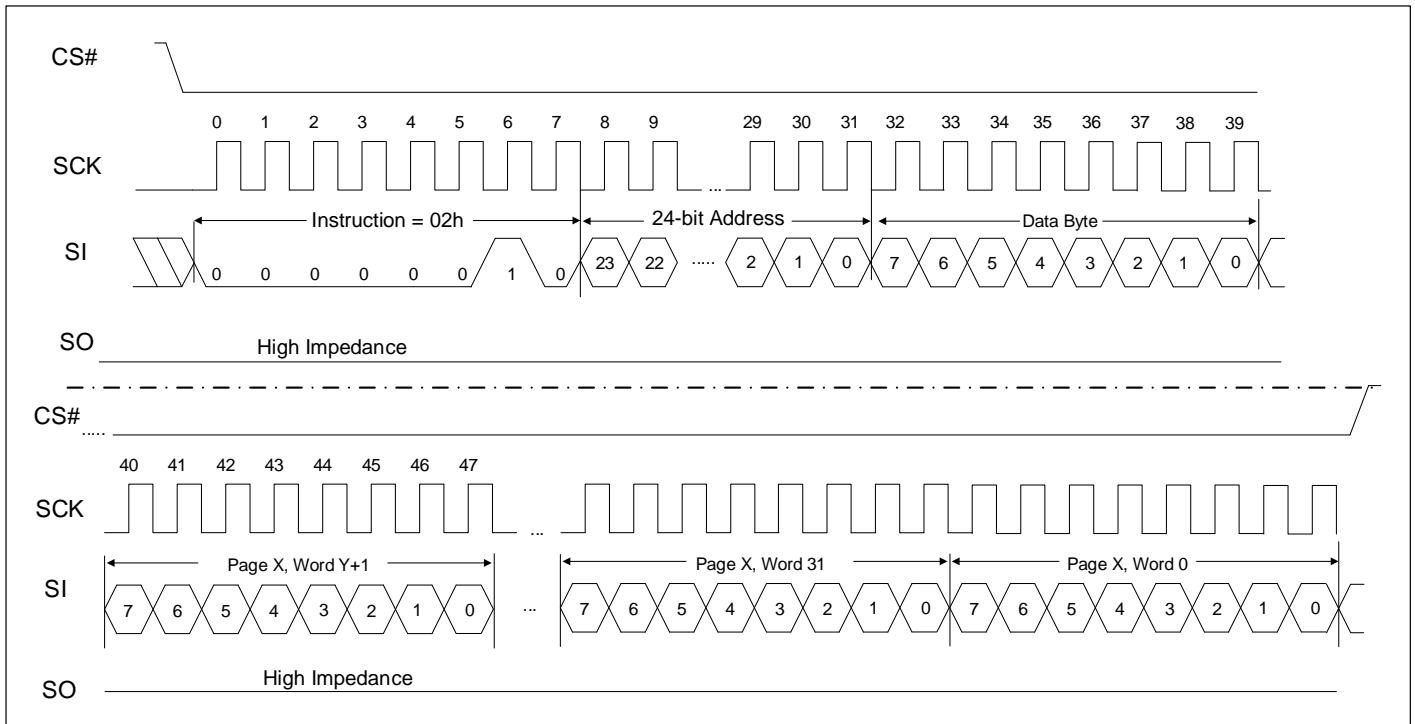 CS#
0 1 2 3 4 5 6 7 8 9 29 30 31 32 33 34 35 36 37 38 39
SCK ...
Instruction = 02h 24-bit Address Data Byte
SI 0 0 0 0 0 0 1 0 23 22 ..... 2 1 0 7 6 5 4 3 2 1 0
SO High Impedance
CS# .....
40 41 42 43 44 45 46 47
SCK ...
Page X, Word Y+1 Page X, Word 31 Page X, Word 0
SI 7 6 5 4 3 2 1 0 ... 7 6 5 4 3 2 1 0 7 6 5 4 3 2 1 0
SO High Impedance